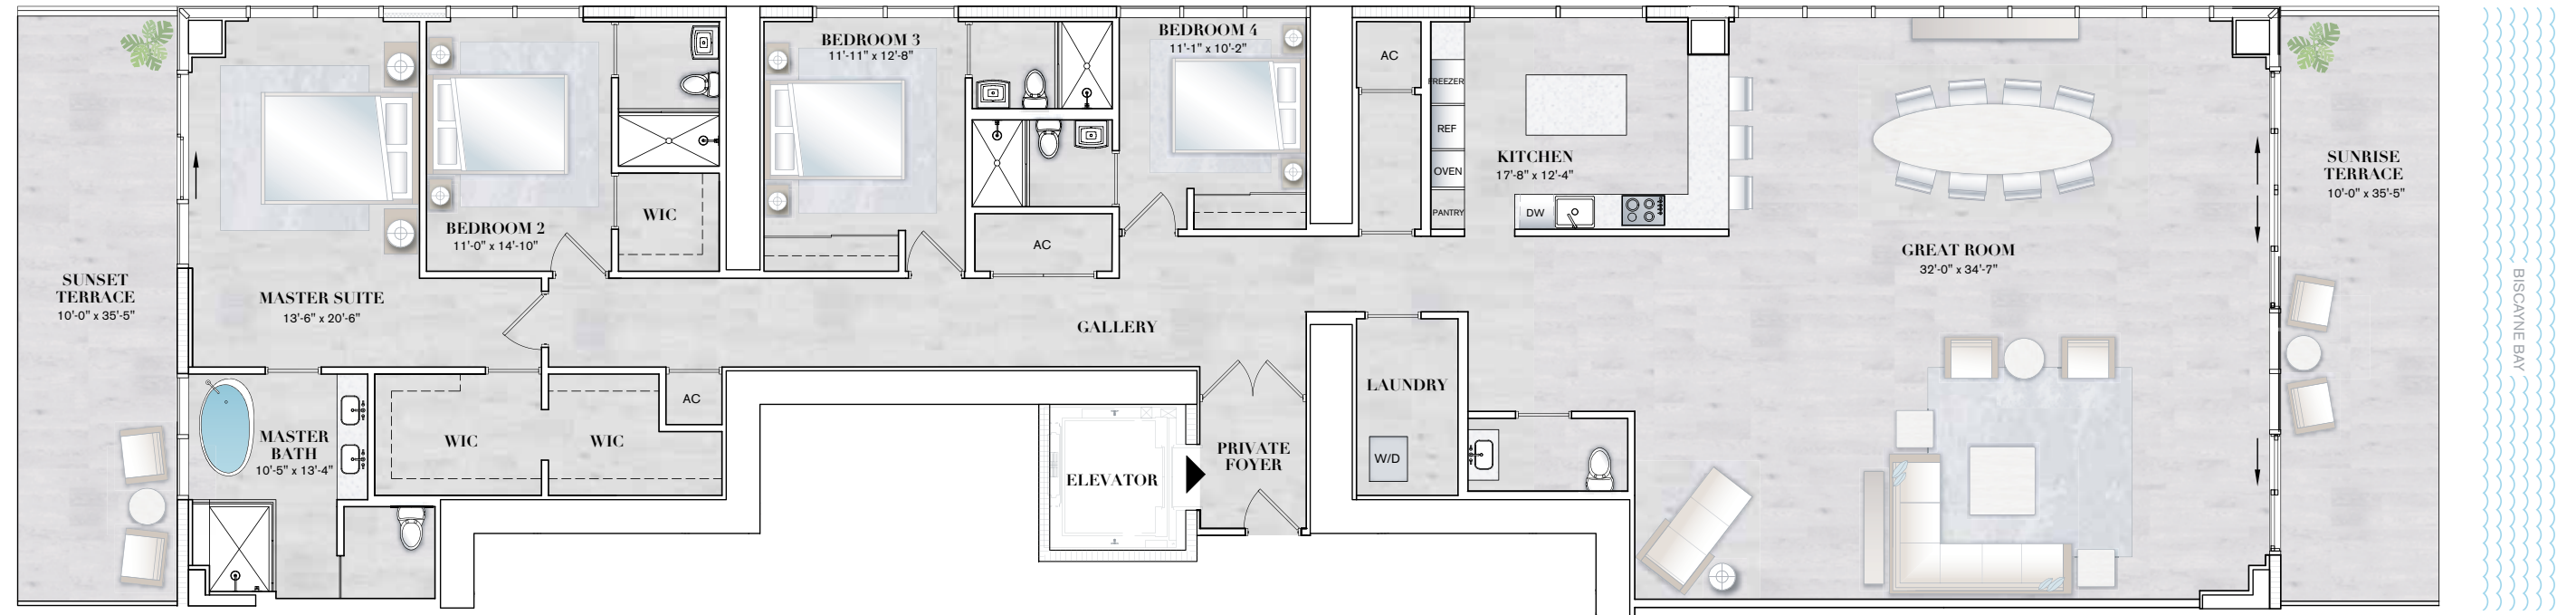 SUNSET
TERRACE
10'-0" x 35'-5"
MASTER SUITE
13'-6" x 20'-6"
MASTER
BATH
10'-5" x 13'-4"
BEDROOM 2
11'-0" x 14'-10"
WIC
WIC
WIC
AC
BEDROOM 3
11'-11" x 12'-8"
AC
BEDROOM 4
11'-1" x 10'-2"
GALLERY
ELEVATOR
PRIVATE
FOYER
AC
FREEZER
REF
OVEN
PANTRY
KITCHEN
17'-8" x 12'-4"
DW
LAUNDRY
W/D
GREAT ROOM
32'-0" x 34'-7"
SUNRISE
TERRACE
10'-0" x 35'-5"
BISCAYNE BAY